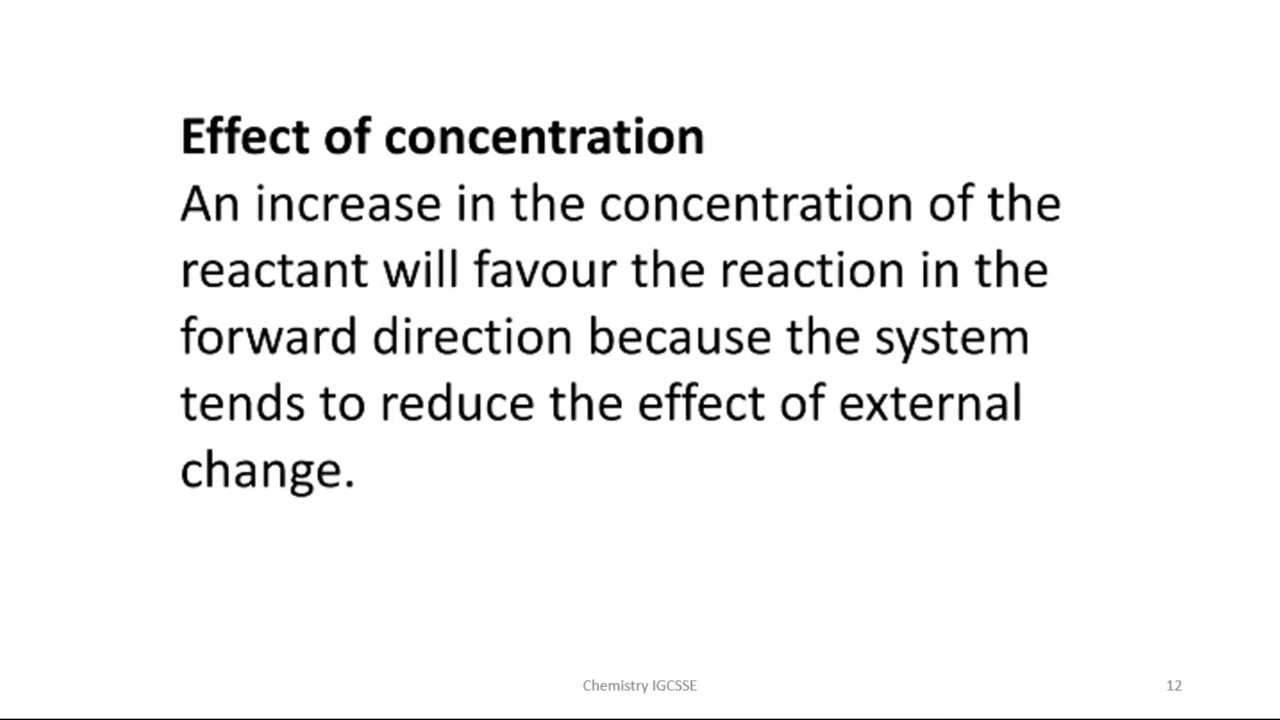 Effect of concentration
An increase in the concentration of the
reactant will favour the reaction in the
forward direction because the system
tends to reduce the effect of external
change.
Chemistry IGCSSE
12